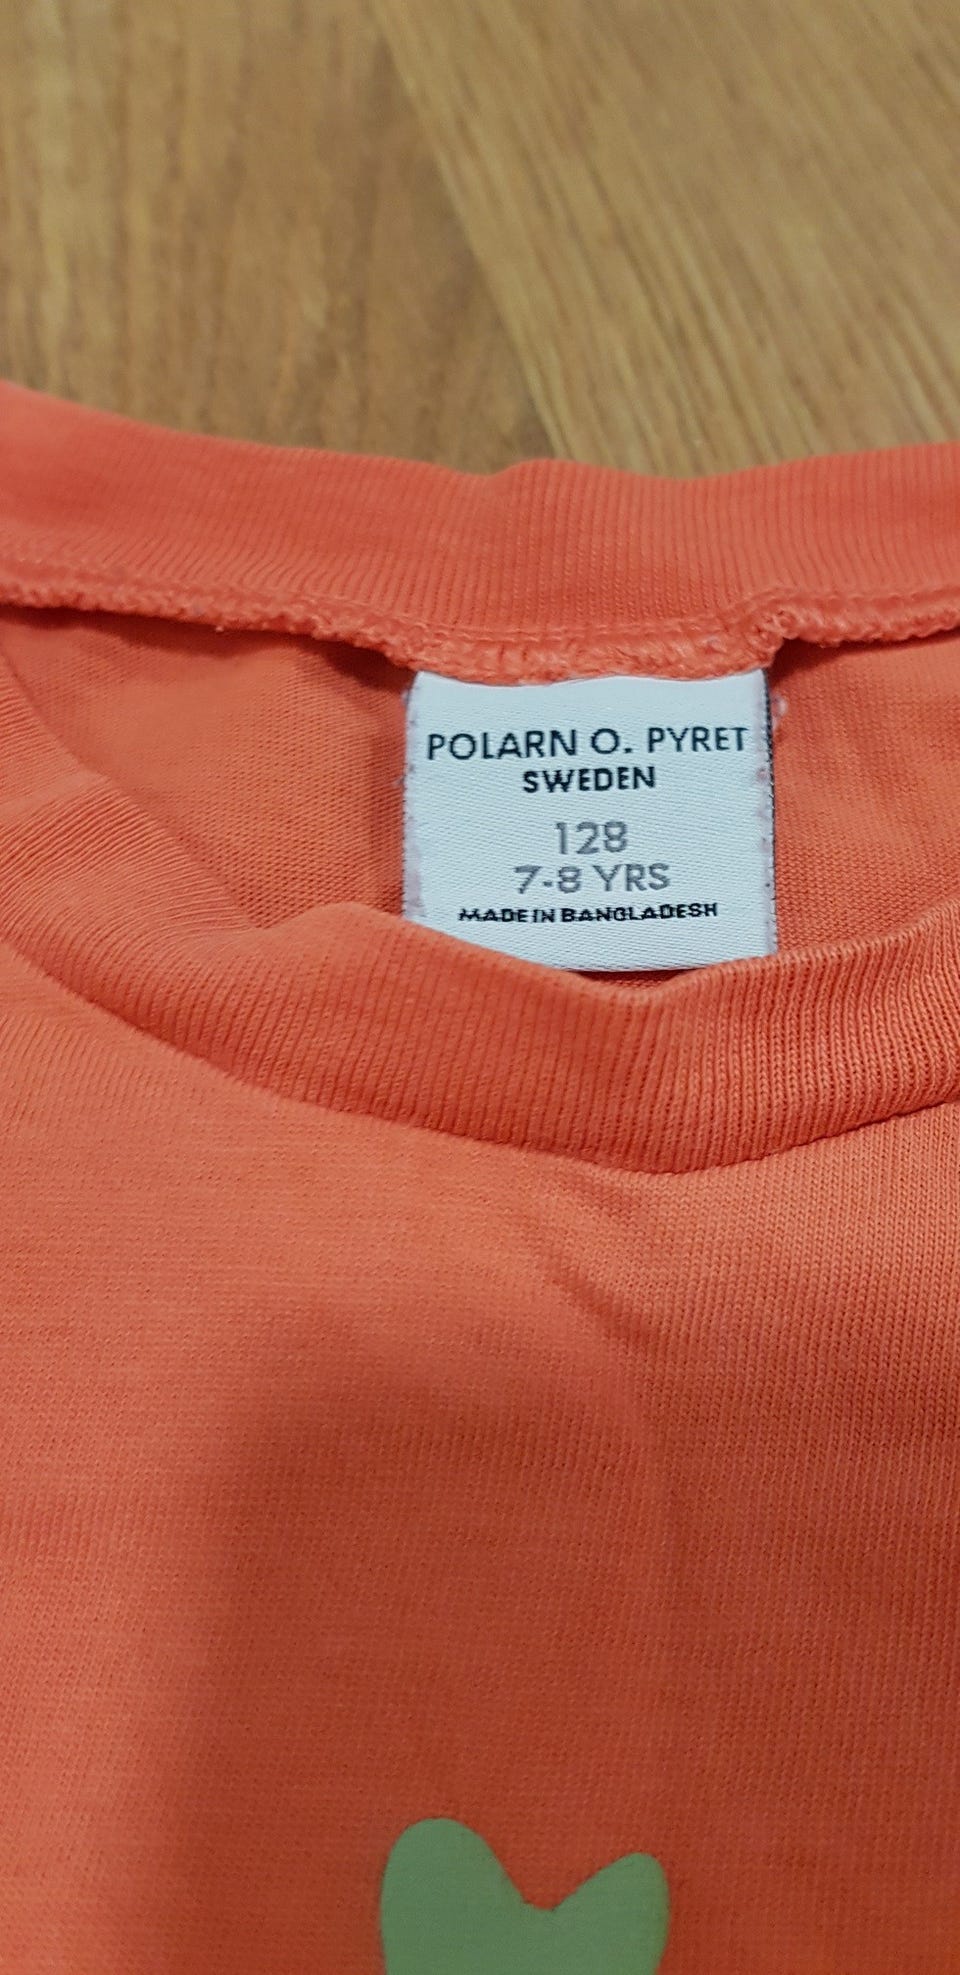 POLARN O. PYRET
SWEDEN
128
7-8 YRS
MADE IN BANGLADESH